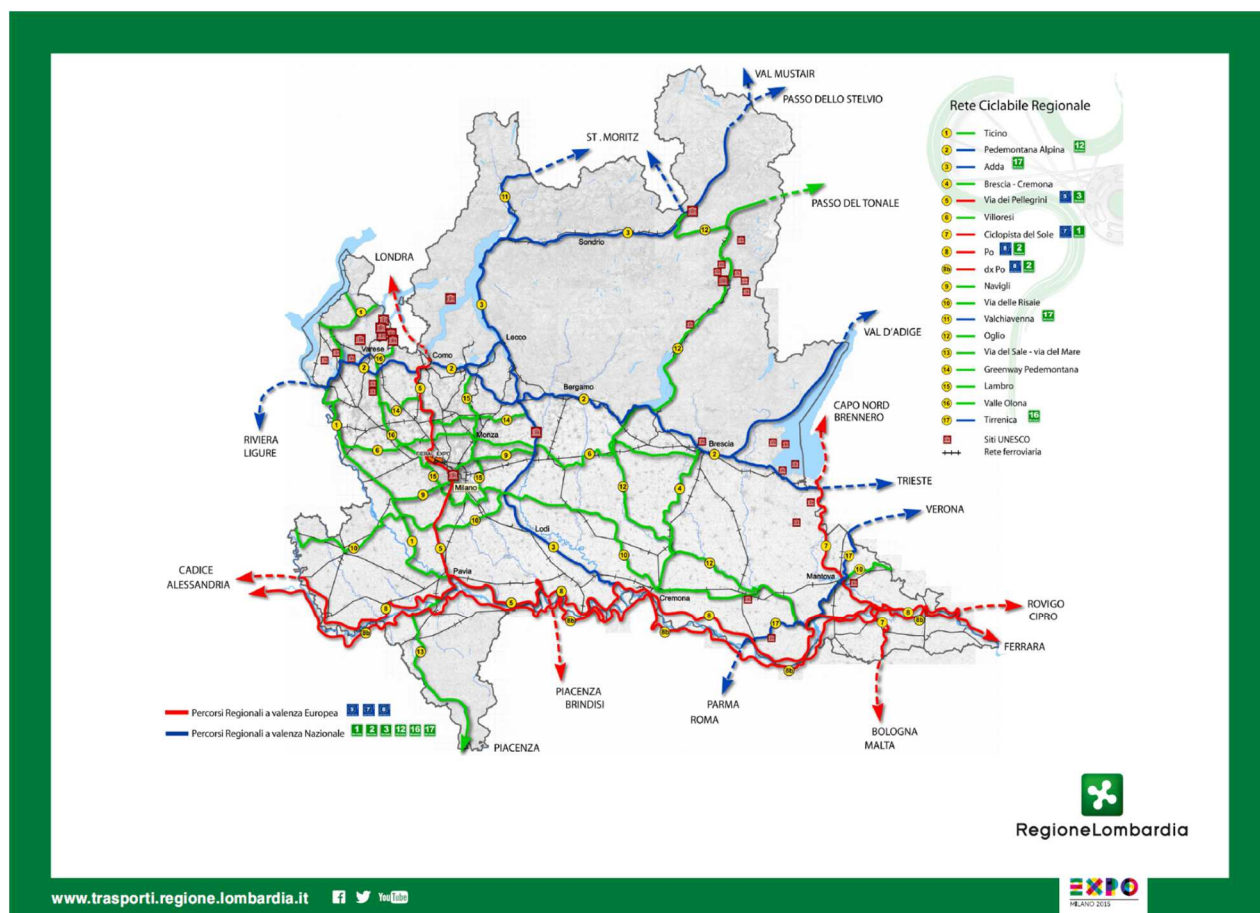 VAL MUSTAIR
PASSO DELLO STELVIO
ST . MORITZ
PASSO DEL TONALE
LONDRA
VAL D'ADIGE
CAPO NORD
BRENNERO
RIVIERA
LIGURE
TRIESTE
VERONA
CADICE
ALESSANDRIA
ROVIGO
CIPRO
FERRARA
PIACENZA
BRINDISI
PARMA
ROMA
BOLOGNA
MALTA
PIACENZA
Sondrio
Lecco
Varese
Como
Bergamo
Monza
Brescia
Milano
Lodi
Pavia
Cremona
Mantova
Rete Ciclabile Regionale
1 Ticino
2 Pedemontana Alpina 12
3 Adda 17
4 Brescia - Cremona
5 Via dei Pellegrini 5 3
6 Villoresi
7 Ciclopista del Sole 7 1
8 Po 8 2
8b dx Po 8 2
9 Navigli
10 Via delle Risaie
11 Valchiavenna 17
12 Oglio
13 Via del Sale - via del Mare
14 Greenway Pedemontana
15 Lambro
16 Valle Olona
17 Tirrenica 16
Siti UNESCO
Rete ferroviaria
Percorsi Regionali a valenza Europea 5 7 8
Percorsi Regionali a valenza Nazionale 1 2 3 12 16 17
RegioneLombardia
www.trasporti.regione.lombardia.it
YouTube
EXPO
MILANO 2015